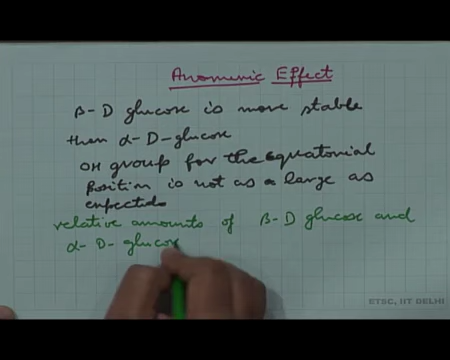 Anomeric Effect
β-D glucose is more stable
than α-D-glucose
OH group for the equatorial
Position is not as a large as
expected
relative amounts of β-D glucose and
α-D-glucos
ETSC, IIT DELHI